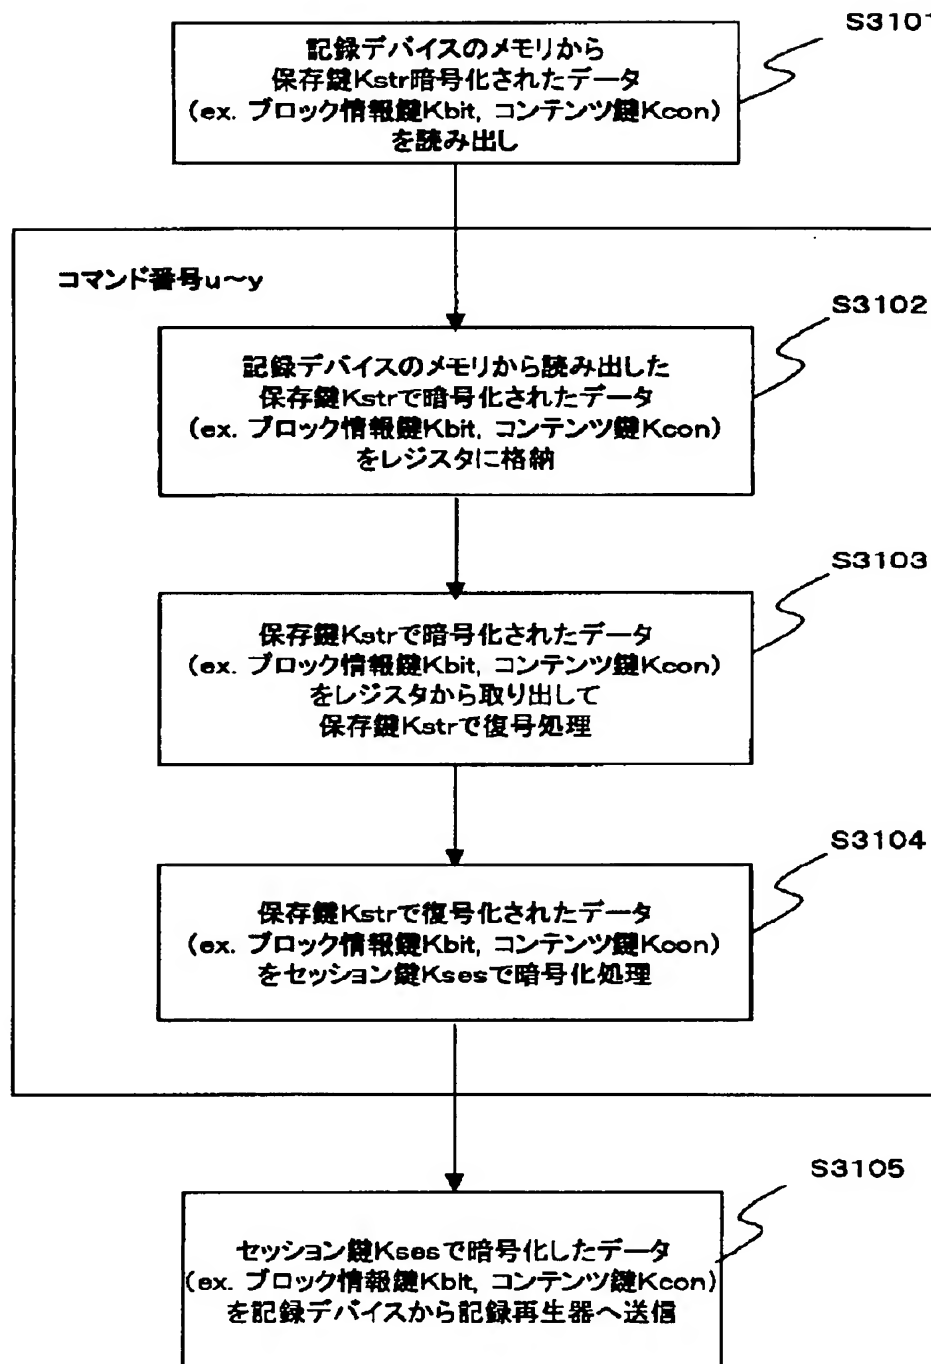 S3101
記録デバイスのメモリから
保存鍵Kstr暗号化されたデータ
(ex. ブロック情報鍵Kbit, コンテンツ鍵Kcon)
を読み出し
コマンド番号u～y
S3102
記録デバイスのメモリから読み出した
保存鍵Kstrで暗号化されたデータ
(ex. ブロック情報鍵Kbit, コンテンツ鍵Kcon)
をレジスタに格納
S3103
保存鍵Kstrで暗号化されたデータ
(ex. ブロック情報鍵Kbit, コンテンツ鍵Kcon)
をレジスタから取り出して
保存鍵Kstrで復号処理
S3104
保存鍵Kstrで復号化されたデータ
(ex. ブロック情報鍵Kbit, コンテンツ鍵Kcon)
をセッション鍵Ksesで暗号化処理
S3105
セッション鍵Ksesで暗号化したデータ
(ex. ブロック情報鍵Kbit, コンテンツ鍵Kcon)
を記録デバイスから記録再生器へ送信